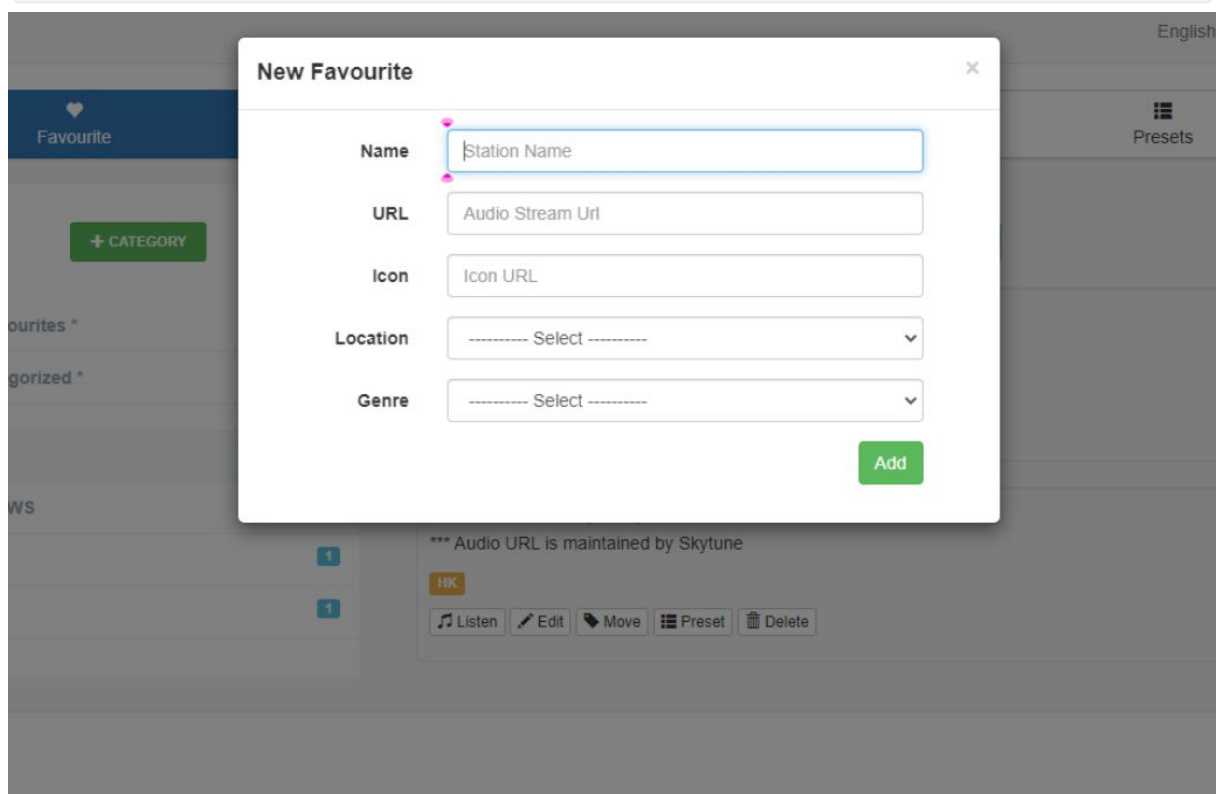 English
New Favourite
×
Favourite
Presets
Name
Station Name
URL
Audio Stream Url
+ CATEGORY
Icon
Icon URL
ourites *
Location
---------- Select ----------
gorized *
Genre
---------- Select ----------
Add
WS
*** Audio URL is maintained by Skytune
1
HK
1
Listen Edit Move Preset Delete